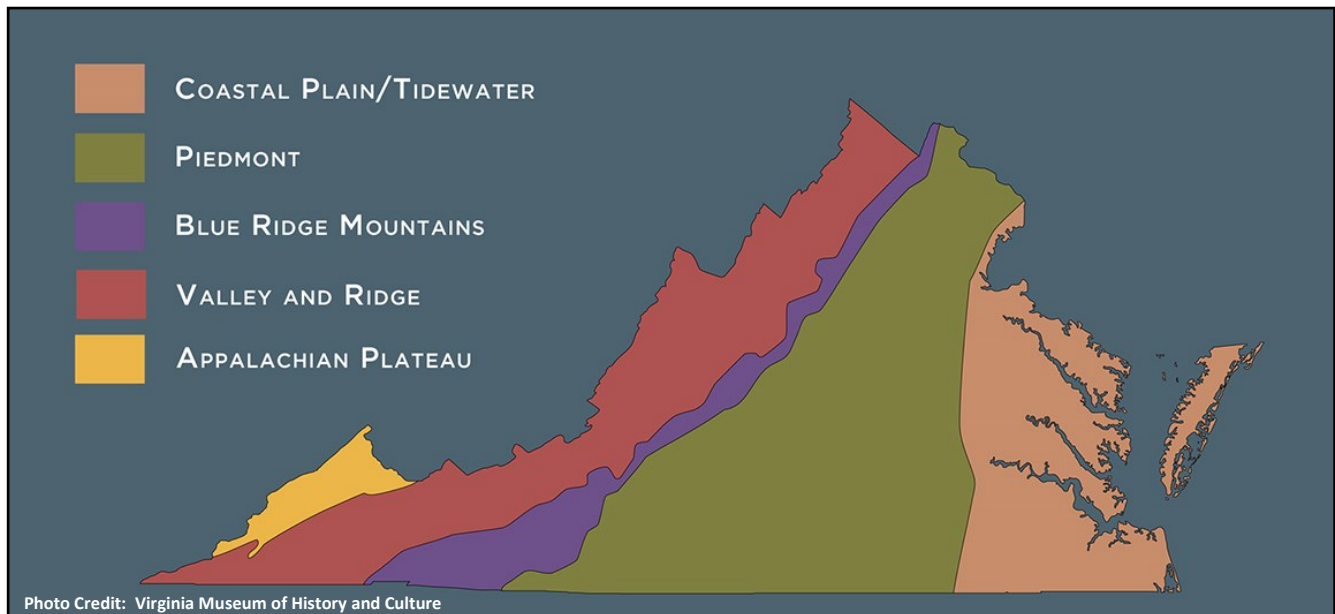 COASTAL PLAIN/TIDEWATER
PIEDMONT
BLUE RIDGE MOUNTAINS
VALLEY AND RIDGE
APPALACHIAN PLATEAU
Photo Credit: Virginia Museum of History and Culture